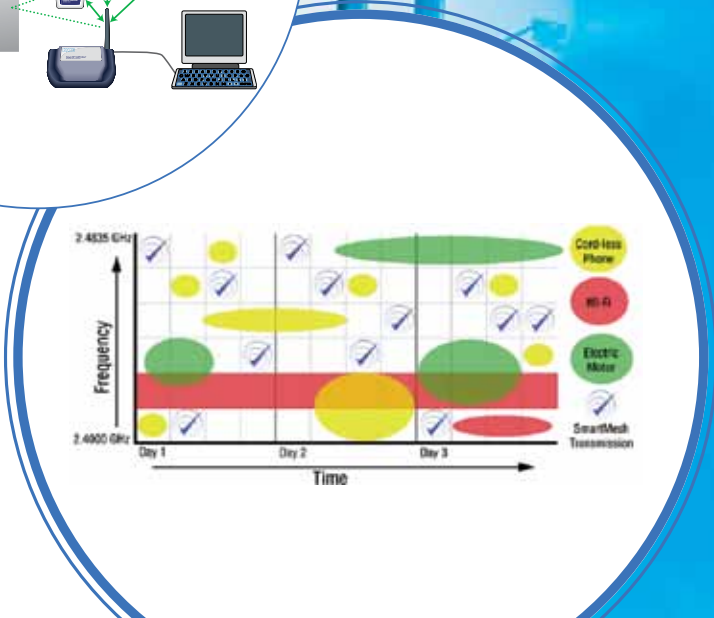 2.4835 GHz
Cord-less
Phone
Wi-Fi
Frequency
Electric
Motor
2.4000 GHz
SmartMesh
Transmission
Day 1
Day 2
Day 3
Time